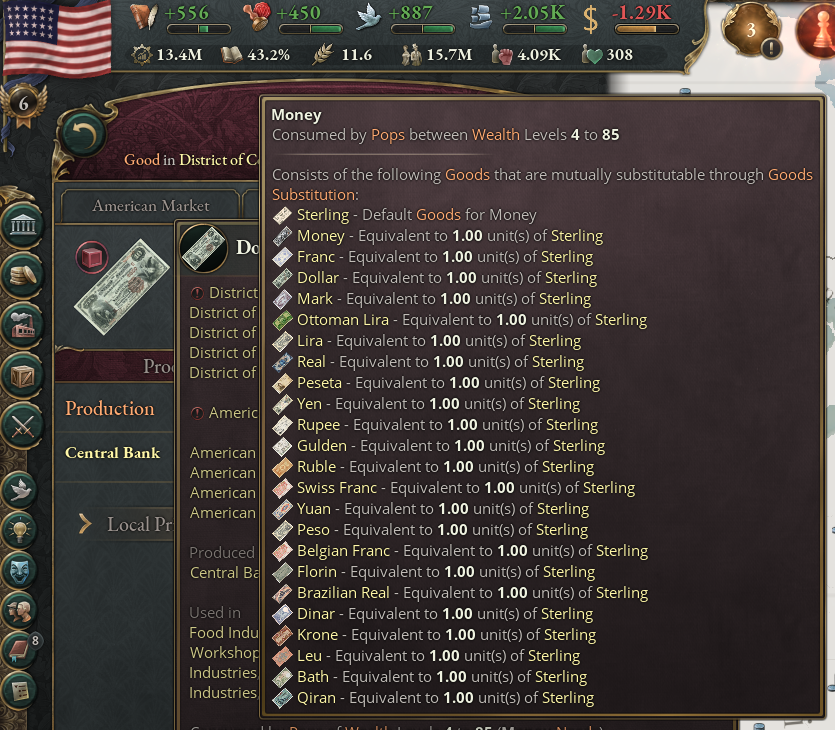 +556 +450 +887 +2.05K $ -1.29K
13.4M 43.2% 11.6 15.7M 4.09K 308
3
6
Money
Consumed by Pops between Wealth Levels 4 to 85
Good in District of C
Consists of the following Goods that are mutually substitutable through Goods
Substitution:
American Market
Sterling - Default Goods for Money
Money - Equivalent to 1.00 unit(s) of Sterling
Do
Franc - Equivalent to 1.00 unit(s) of Sterling
Dollar - Equivalent to 1.00 unit(s) of Sterling
District
Mark - Equivalent to 1.00 unit(s) of Sterling
District of
Ottoman Lira - Equivalent to 1.00 unit(s) of Sterling
District of
Lira - Equivalent to 1.00 unit(s) of Sterling
District of
Real - Equivalent to 1.00 unit(s) of Sterling
Pro
District of
Peseta - Equivalent to 1.00 unit(s) of Sterling
Production
Yen - Equivalent to 1.00 unit(s) of Sterling
Americ
Rupee - Equivalent to 1.00 unit(s) of Sterling
Central Bank
American
Gulden - Equivalent to 1.00 unit(s) of Sterling
American
Ruble - Equivalent to 1.00 unit(s) of Sterling
American
Swiss Franc - Equivalent to 1.00 unit(s) of Sterling
American
Yuan - Equivalent to 1.00 unit(s) of Sterling
Local Pr
Peso - Equivalent to 1.00 unit(s) of Sterling
Produced
Belgian Franc - Equivalent to 1.00 unit(s) of Sterling
Central Ba
Florin - Equivalent to 1.00 unit(s) of Sterling
Brazilian Real - Equivalent to 1.00 unit(s) of Sterling
Used in
Dinar - Equivalent to 1.00 unit(s) of Sterling
Food Indu
Krone - Equivalent to 1.00 unit(s) of Sterling
8
Workshop
Leu - Equivalent to 1.00 unit(s) of Sterling
Industries,
Bath - Equivalent to 1.00 unit(s) of Sterling
Industries,
Qiran - Equivalent to 1.00 unit(s) of Sterling